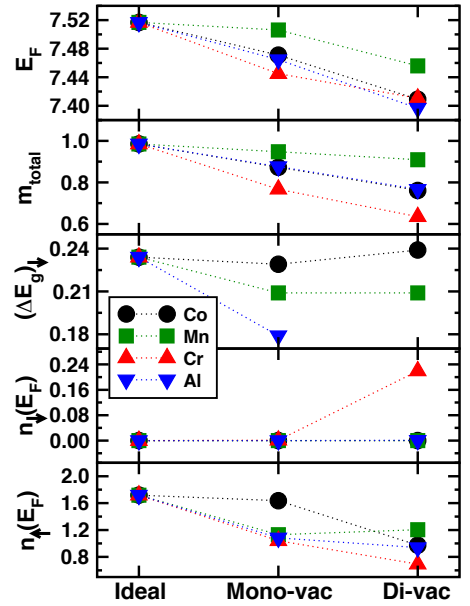 7.52
7.48
7.44
7.40
E_F
1.0
0.8
0.6
m_total
0.24
0.21
0.18
(ΔE_g)↓
Co
Mn
Cr
Al
0.24
0.16
0.08
0.00
n↓(E_F)
2.0
1.6
1.2
0.8
n↑(E_F)
Ideal Mono-vac Di-vac